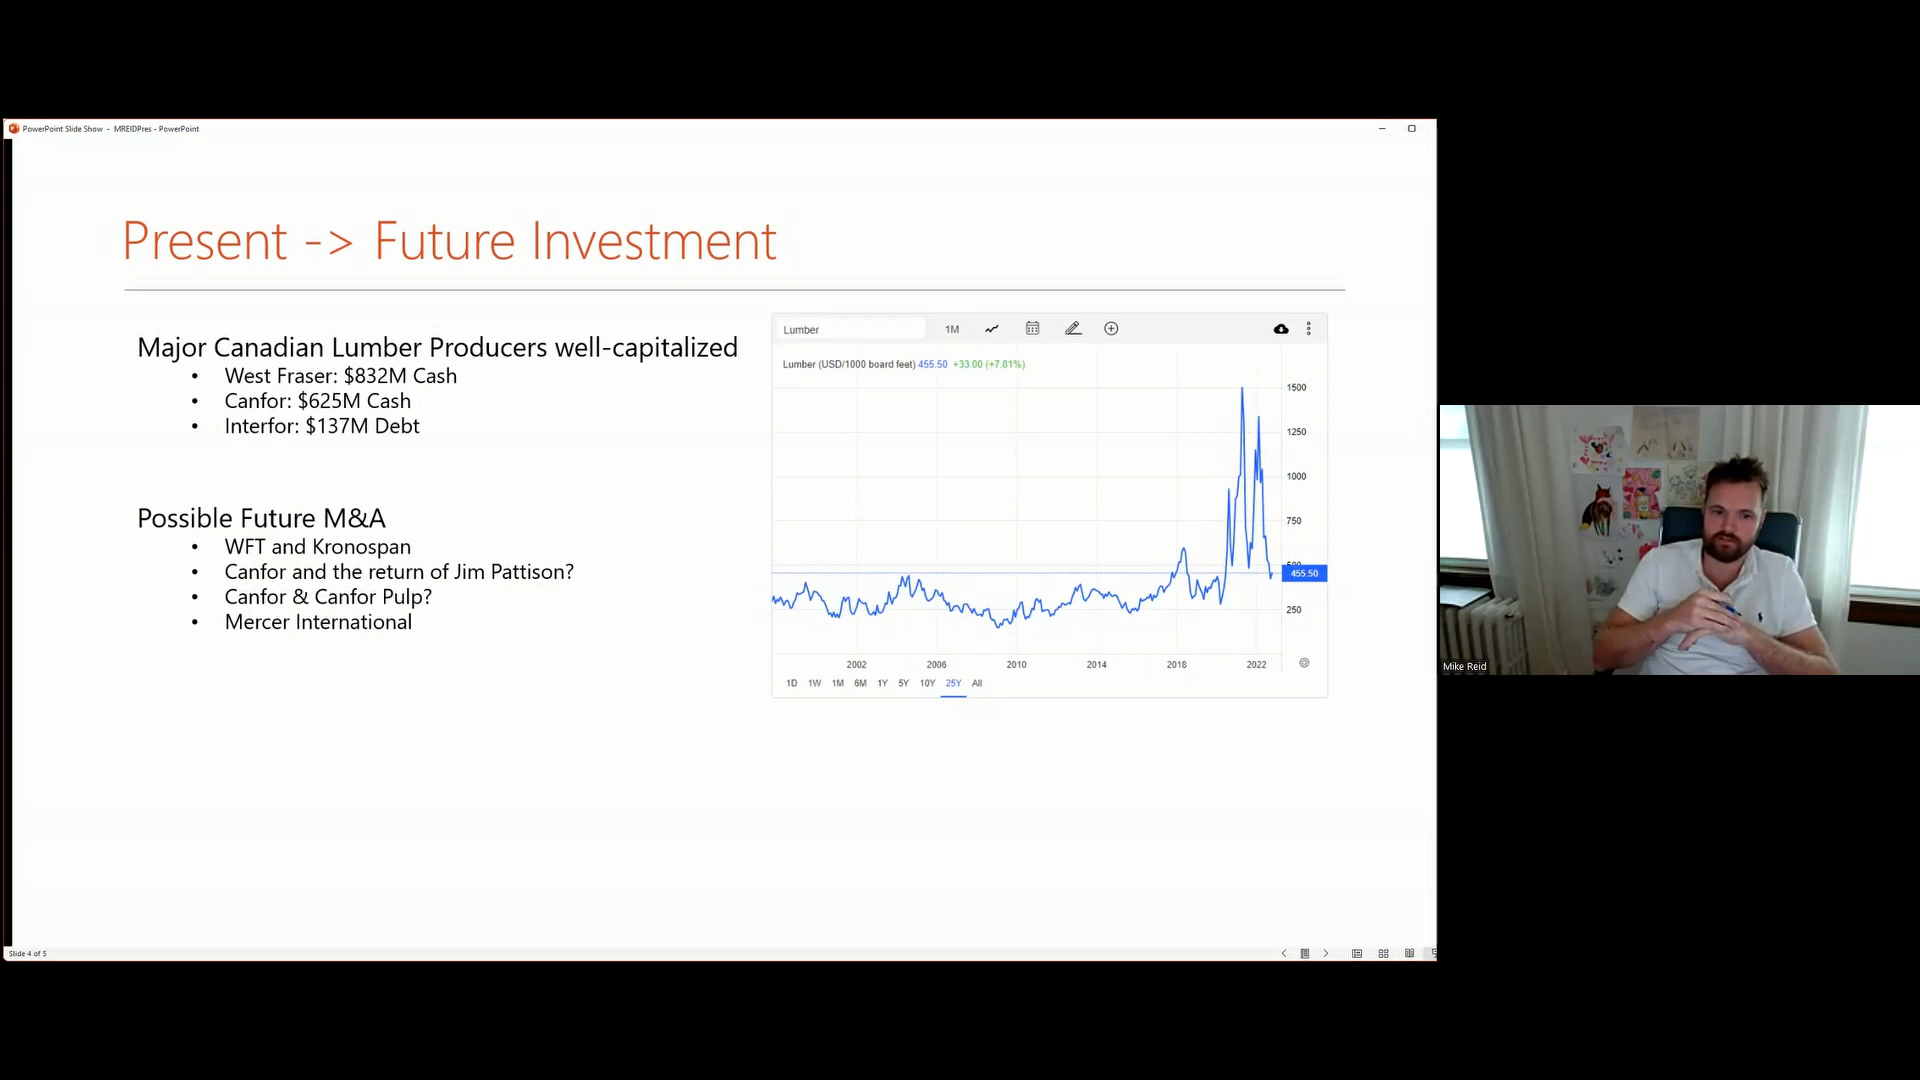 PowerPoint Slide Show - MREIDPres - PowerPoint
Present -> Future Investment
Major Canadian Lumber Producers well-capitalized
• West Fraser: $832M Cash
• Canfor: $625M Cash
• Interfor: $137M Debt
Possible Future M&A
• WFT and Kronospan
• Canfor and the return of Jim Pattison?
• Canfor & Canfor Pulp?
• Mercer International
Lumber 1M
Lumber (USD/1000 board feet) 455.50 +33.00 (+7.81%)
1500
1250
1000
750
500
455.50
250
2002 2006 2010 2014 2018 2022
1D 1W 1M 6M 1Y 5Y 10Y 25Y All
Mike Reid
Slide 4 of 5